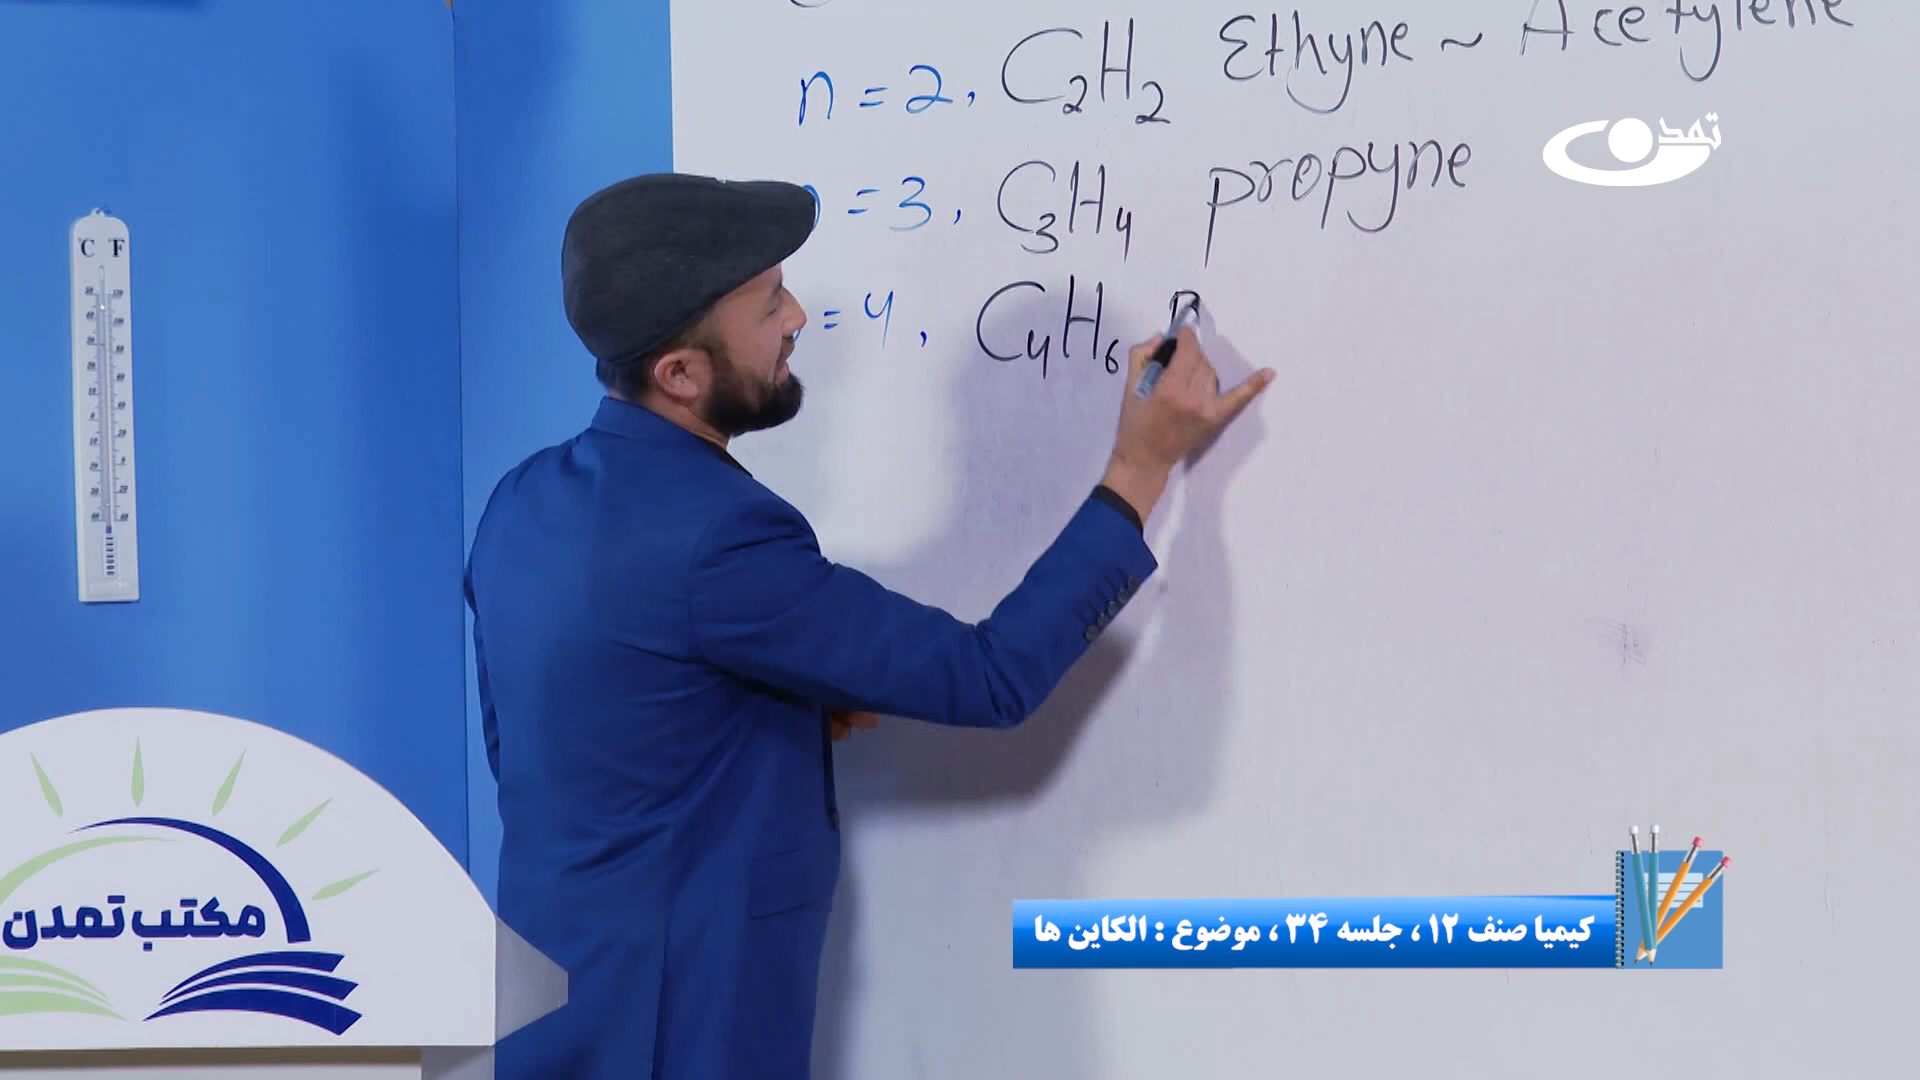 n = 2, C2H2 Ethyne ~ Acetylene
= 3, C3H4 propyne
= 4, C4H6 B
تمدن
C F
مکتب تمدن
کیمیا صنف ۱۲ ، جلسه ۳۴ ، موضوع : الکاین ها